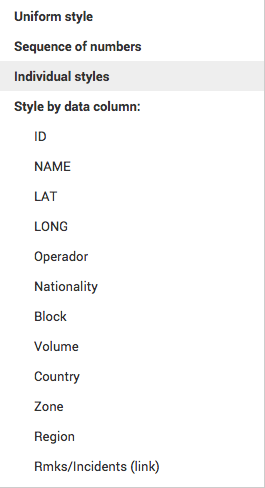 Uniform style
Sequence of numbers
Individual styles
Style by data column:
ID
NAME
LAT
LONG
Operador
Nationality
Block
Volume
Country
Zone
Region
Rmks/Incidents (link)